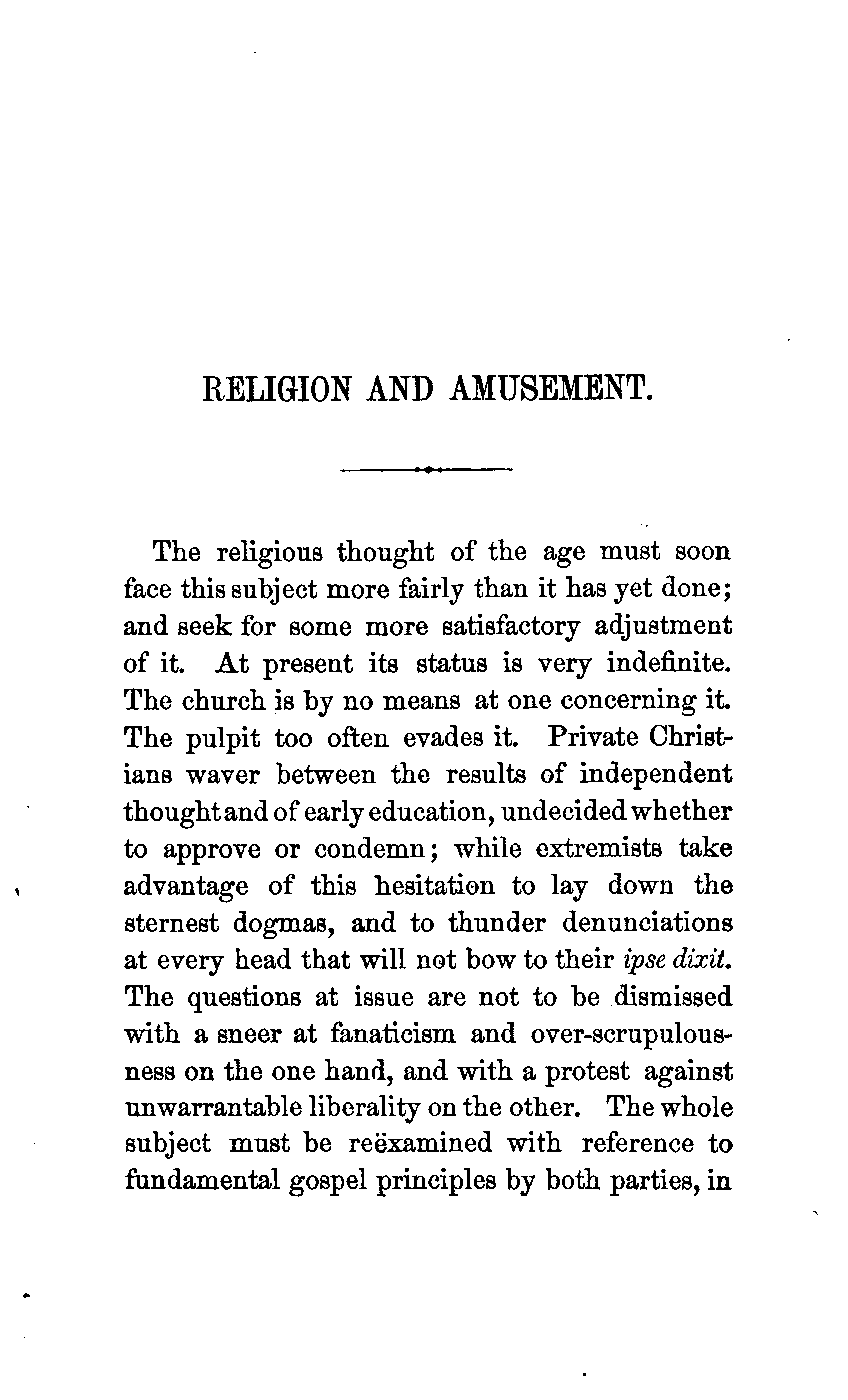 RELIGION AND AMUSEMENT.
The religious thought of the age must soon
face this subject more fairly than it has yet done;
and seek for some more satisfactory adjustment
of it. At present its status is very indefinite.
The church is by no means at one concerning it.
The pulpit too often evades it. Private Christ-
ians waver between the results of independent
thought and of early education, undecided whether
to approve or condemn; while extremists take
advantage of this hesitation to lay down the
sternest dogmas, and to thunder denunciations
at every head that will not bow to their ipse dixit.
The questions at issue are not to be dismissed
with a sneer at fanaticism and over-scrupulous-
ness on the one hand, and with a protest against
unwarrantable liberality on the other. The whole
subject must be reëxamined with reference to
fundamental gospel principles by both parties, in